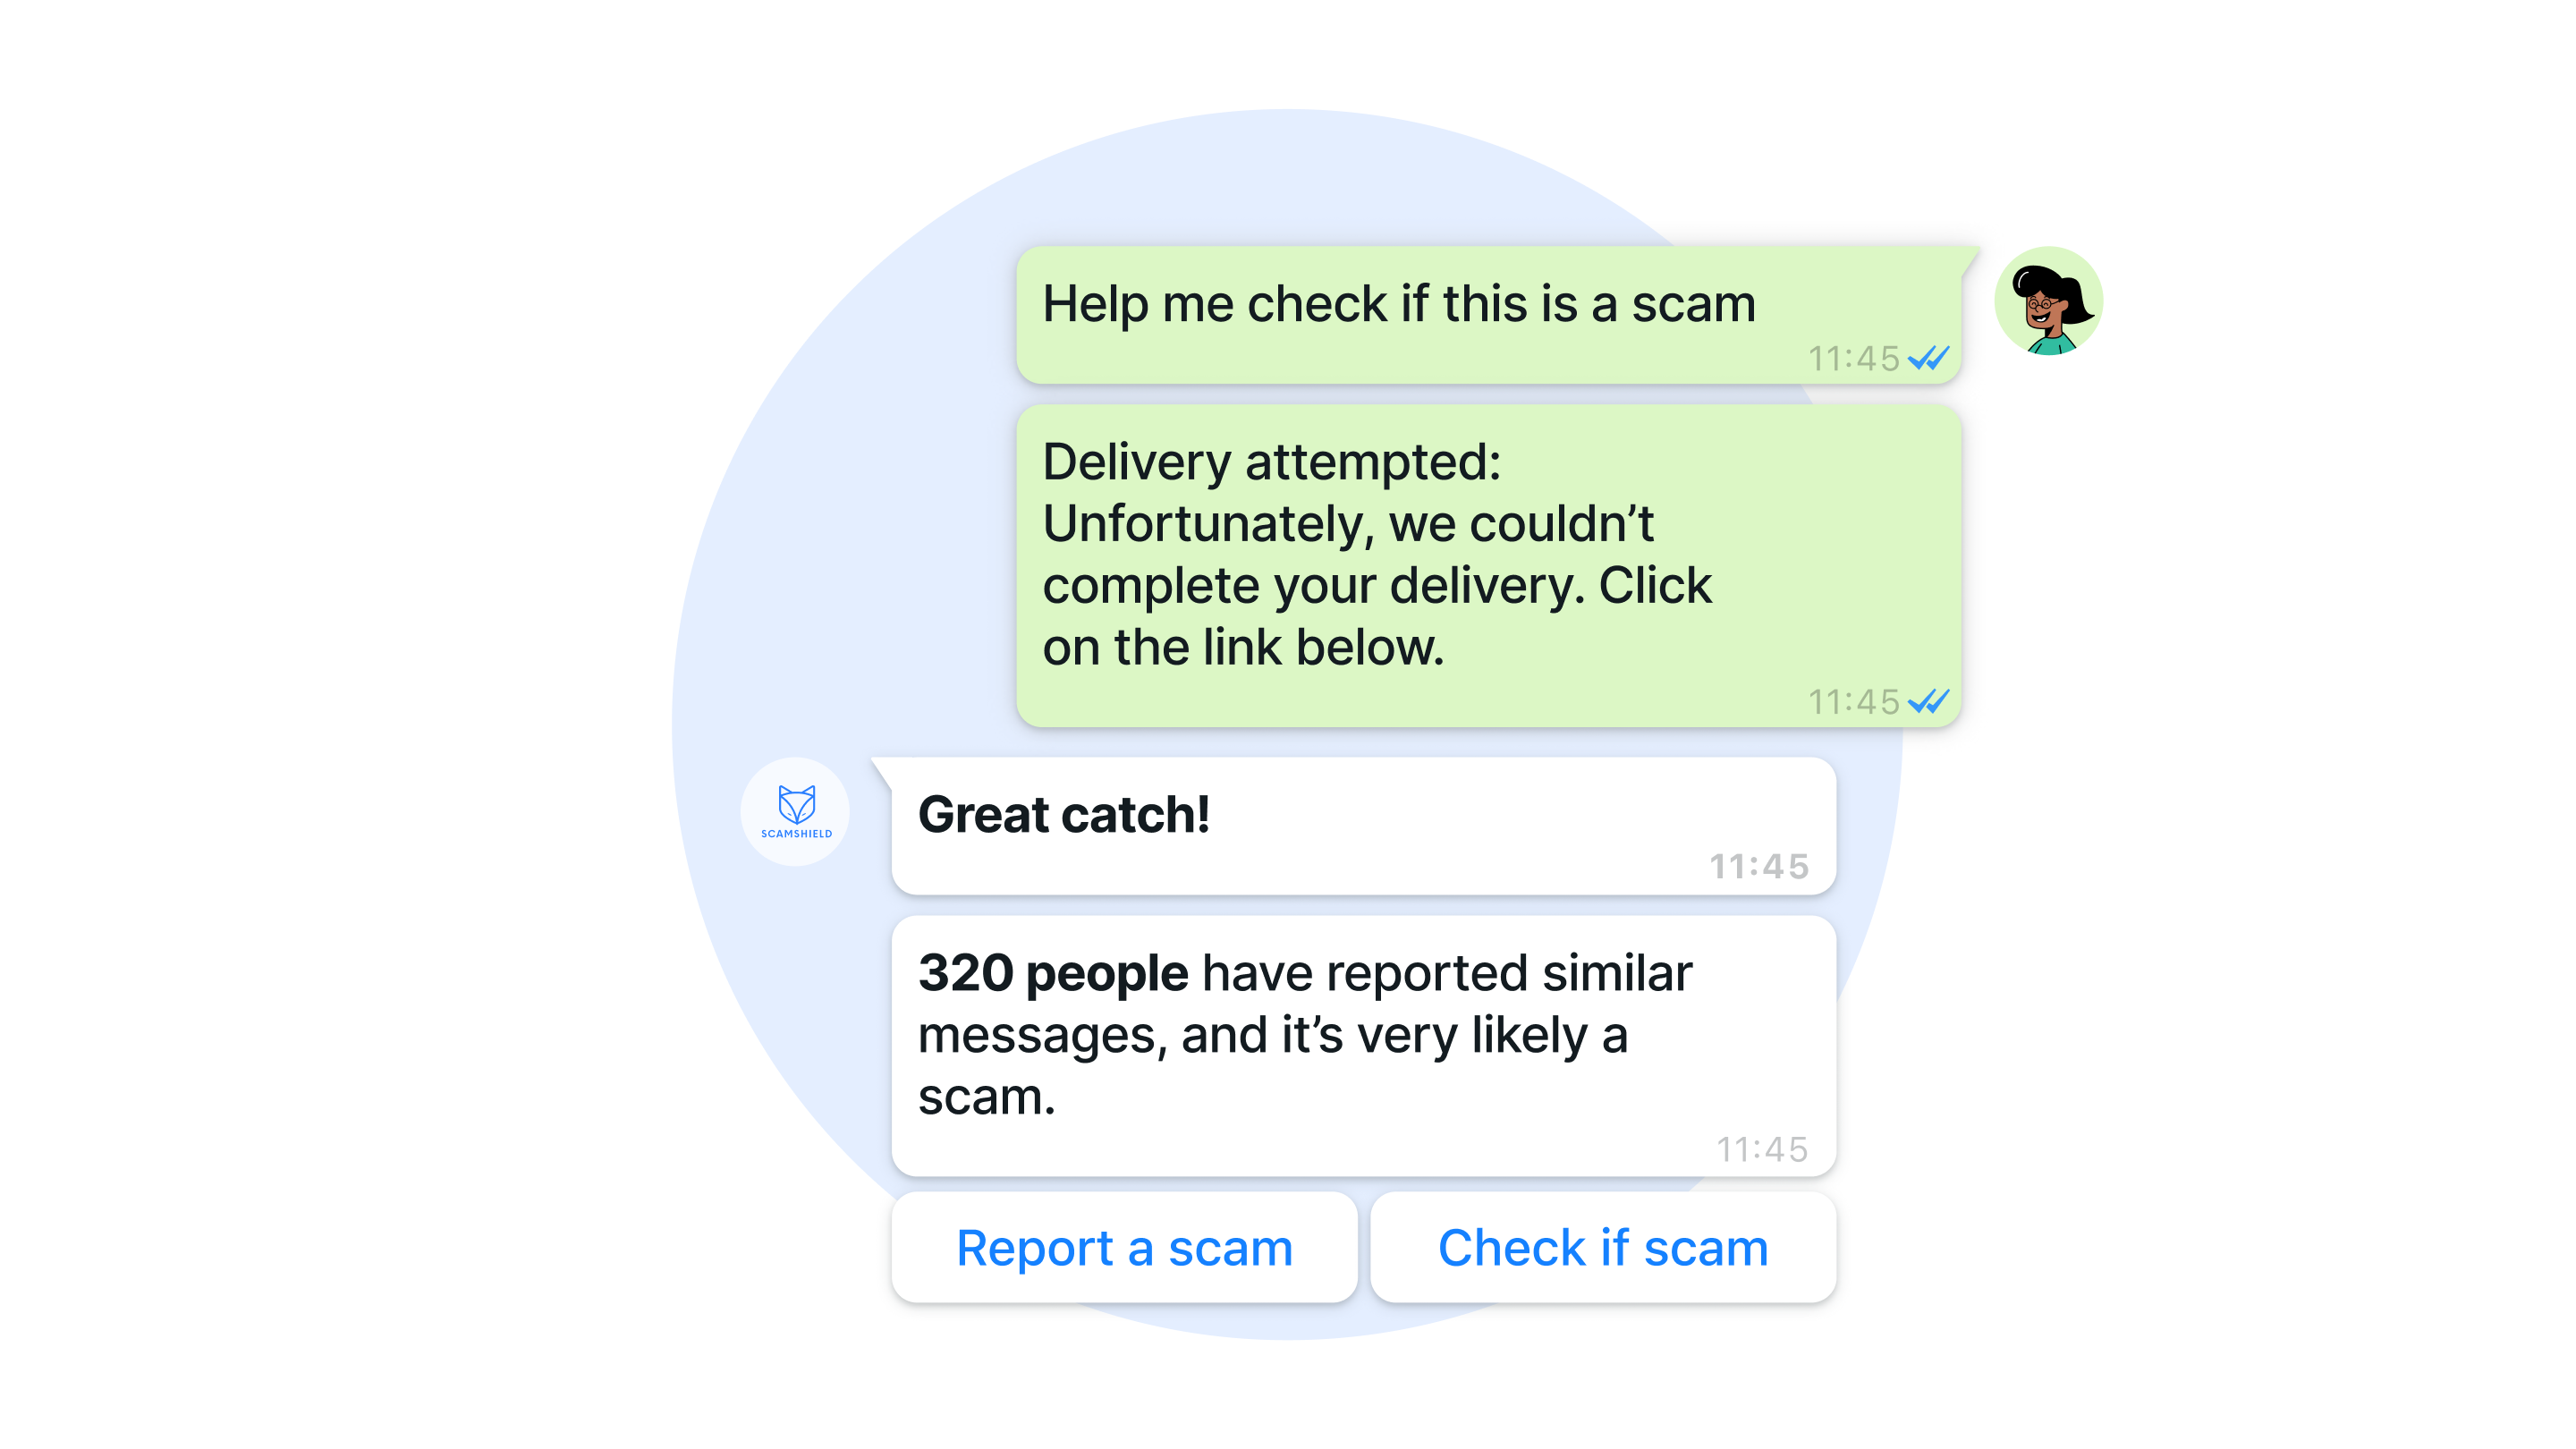 Help me check if this is a scam
11:45
Delivery attempted:
Unfortunately, we couldn’t
complete your delivery. Click
on the link below.
11:45
SCAMSHIELD
Great catch!
11:45
320 people have reported similar
messages, and it’s very likely a
scam.
11:45
Report a scam
Check if scam